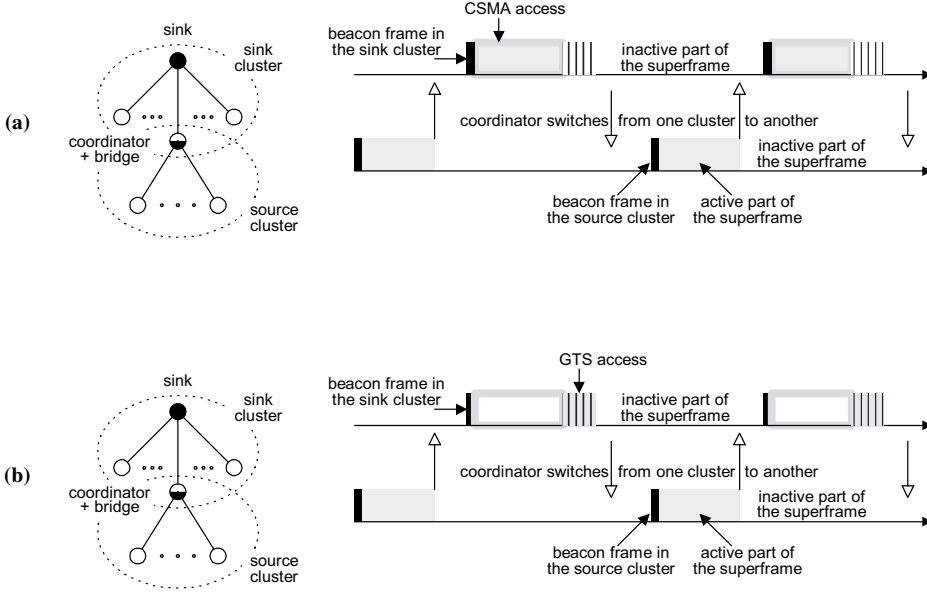 CSMA access
sink
beacon frame in
the sink cluster
sink
cluster
inactive part of
the superframe
(a)
coordinator
+ bridge
coordinator switches from one cluster to another
inactive part
of the superframe
beacon frame in
the source cluster
active part of
the superframe
source
cluster
GTS access
sink
beacon frame in
the sink cluster
sink
cluster
inactive part of
the superframe
(b)
coordinator
+ bridge
coordinator switches from one cluster to another
inactive part
of the superframe
beacon frame in
the source cluster
active part of
the superframe
source
cluster